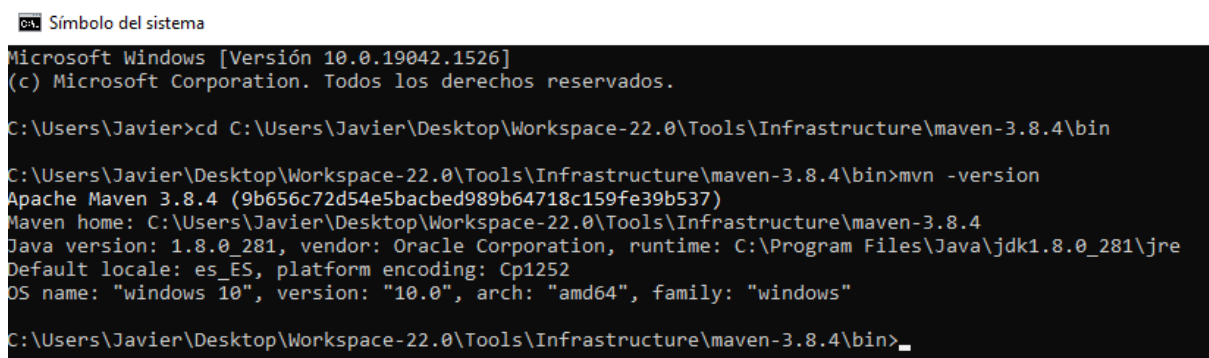 Símbolo del sistema
Microsoft Windows [Versión 10.0.19042.1526]
(c) Microsoft Corporation. Todos los derechos reservados.
C:\Users\Javier>cd C:\Users\Javier\Desktop\Workspace-22.0\Tools\Infrastructure\maven-3.8.4\bin
C:\Users\Javier\Desktop\Workspace-22.0\Tools\Infrastructure\maven-3.8.4\bin>mvn -version
Apache Maven 3.8.4 (9b656c72d54e5bacbed989b64718c159fe39b537)
Maven home: C:\Users\Javier\Desktop\Workspace-22.0\Tools\Infrastructure\maven-3.8.4
Java version: 1.8.0_281, vendor: Oracle Corporation, runtime: C:\Program Files\Java\jdk1.8.0_281\jre
Default locale: es_ES, platform encoding: Cp1252
OS name: "windows 10", version: "10.0", arch: "amd64", family: "windows"
C:\Users\Javier\Desktop\Workspace-22.0\Tools\Infrastructure\maven-3.8.4\bin>